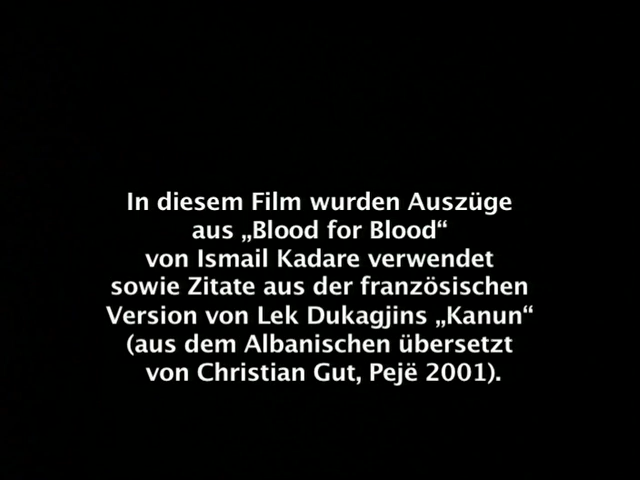 In diesem Film wurden Auszüge
aus „Blood for Blood“
von Ismail Kadare verwendet
sowie Zitate aus der französischen
Version von Lek Dukagjins „Kanun“
(aus dem Albanischen übersetzt
von Christian Gut, Pejë 2001).